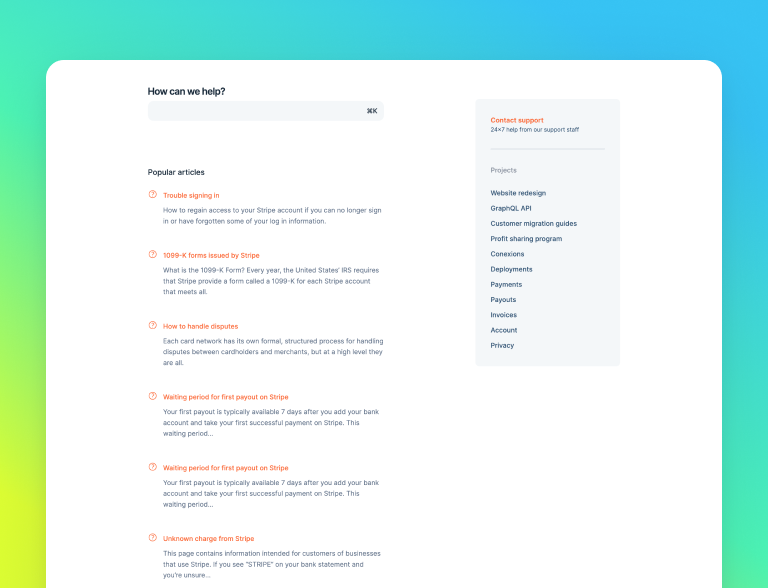 How can we help?
⌘K
Popular articles
Trouble signing in
How to regain access to your Stripe account if you can no longer sign
in or have forgotten some of your log in information.
1099-K forms issued by Stripe
What is the 1099-K Form? Every year, the United States' IRS requires
that Stripe provide a form called a 1099-K for each Stripe account
that meets all.
How to handle disputes
Each card network has its own formal, structured process for handling
disputes between cardholders and merchants, but at a high level they
are all.
Waiting period for first payout on Stripe
Your first payout is typically available 7 days after you add your bank
account and take your first successful payment on Stripe. This
waiting period...
Waiting period for first payout on Stripe
Your first payout is typically available 7 days after you add your bank
account and take your first successful payment on Stripe. This
waiting period...
Unknown charge from Stripe
This page contains information intended for customers of businesses
that use Stripe. If you see "STRIPE" on your bank statement and
you're unsure...
Contact support
24×7 help from our support staff
Projects
Website redesign
GraphQL API
Customer migration guides
Profit sharing program
Conexions
Deployments
Payments
Payouts
Invoices
Account
Privacy